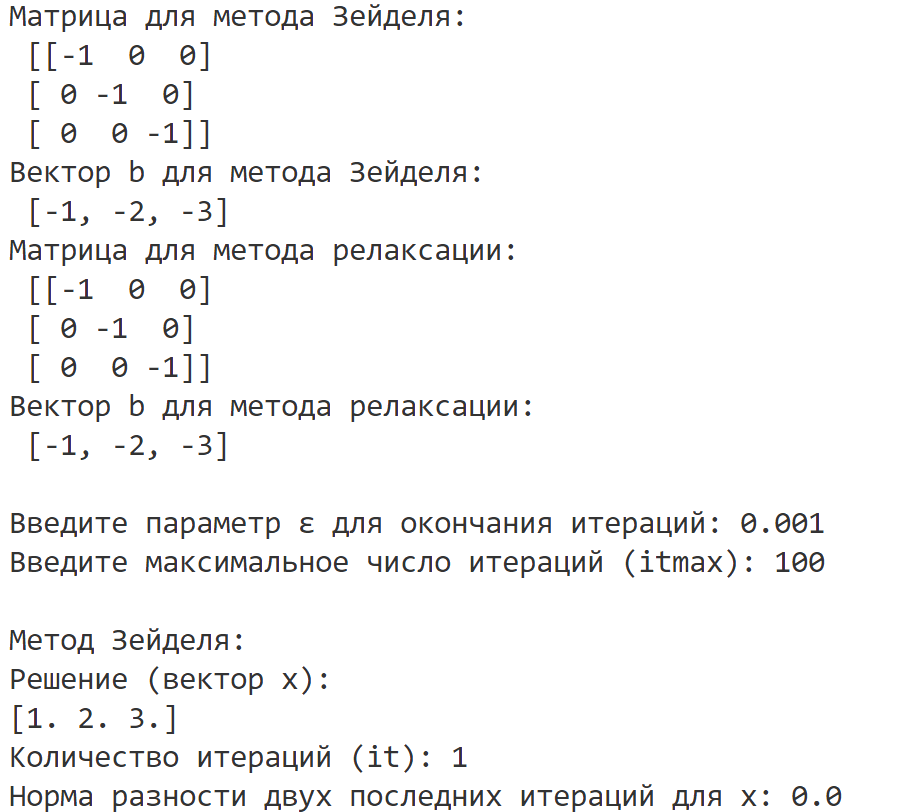 Матрица для метода Зейделя:
[[-1  0  0]
[ 0 -1  0]
[ 0  0 -1]]
Вектор b для метода Зейделя:
[-1, -2, -3]
Матрица для метода релаксации:
[[-1  0  0]
[ 0 -1  0]
[ 0  0 -1]]
Вектор b для метода релаксации:
[-1, -2, -3]
Введите параметр ε для окончания итераций: 0.001
Введите максимальное число итераций (itmax): 100
Метод Зейделя:
Решение (вектор x):
[1. 2. 3.]
Количество итераций (it): 1
Норма разности двух последних итераций для x: 0.0